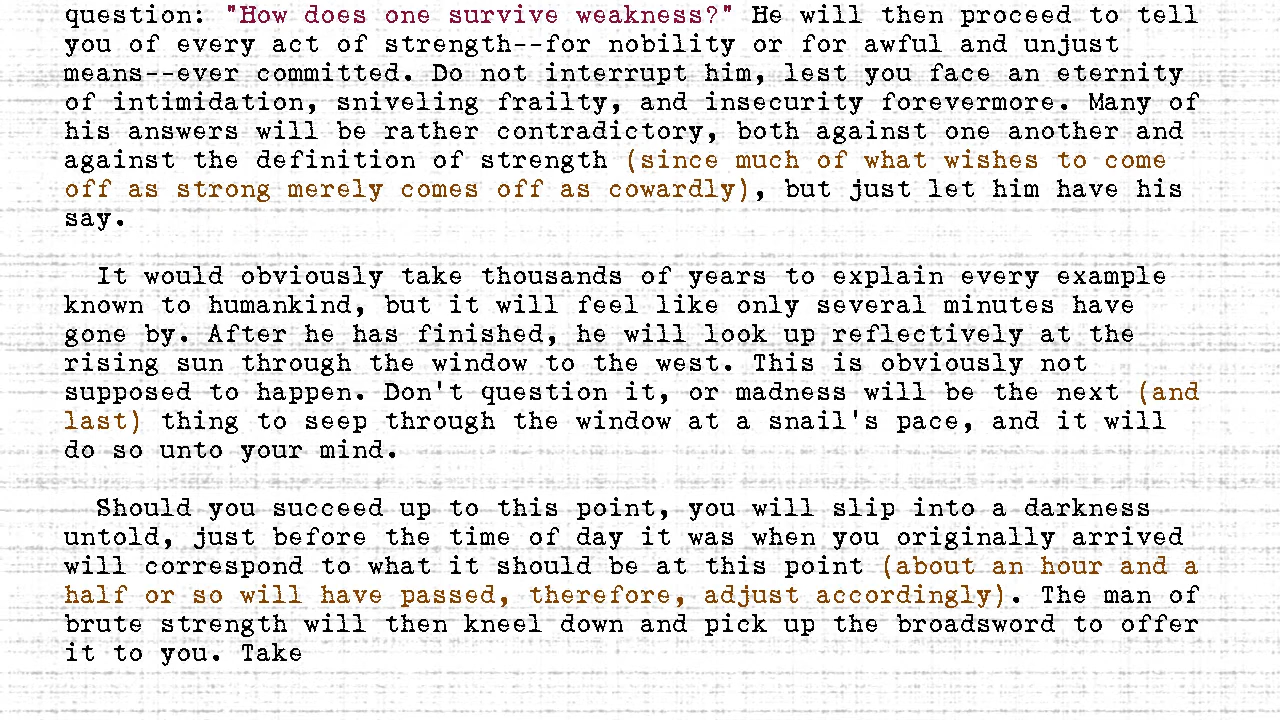 question: "How does one survive weakness?" He will then proceed to tell
you of every act of strength--for nobility or for awful and unjust
means--ever committed. Do not interrupt him, lest you face an eternity
of intimidation, sniveling frailty, and insecurity forevermore. Many of
his answers will be rather contradictory, both against one another and
against the definition of strength (since much of what wishes to come
off as strong merely comes off as cowardly), but just let him have his
say.
It would obviously take thousands of years to explain every example
known to humankind, but it will feel like only several minutes have
gone by. After he has finished, he will look up reflectively at the
rising sun through the window to the west. This is obviously not
supposed to happen. Don't question it, or madness will be the next (and
last) thing to seep through the window at a snail's pace, and it will
do so unto your mind.
Should you succeed up to this point, you will slip into a darkness
untold, just before the time of day it was when you originally arrived
will correspond to what it should be at this point (about an hour and a
half or so will have passed, therefore, adjust accordingly). The man of
brute strength will then kneel down and pick up the broadsword to offer
it to you. Take